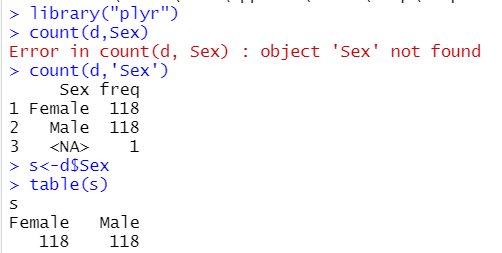 > library("plyr")
> count(d,Sex)
Error in count(d, Sex) : object 'Sex' not found
> count(d,'Sex')
     Sex freq
1 Female  118
2   Male  118
3   <NA>    1
> s<-d$Sex
> table(s)
s
Female   Male
   118    118